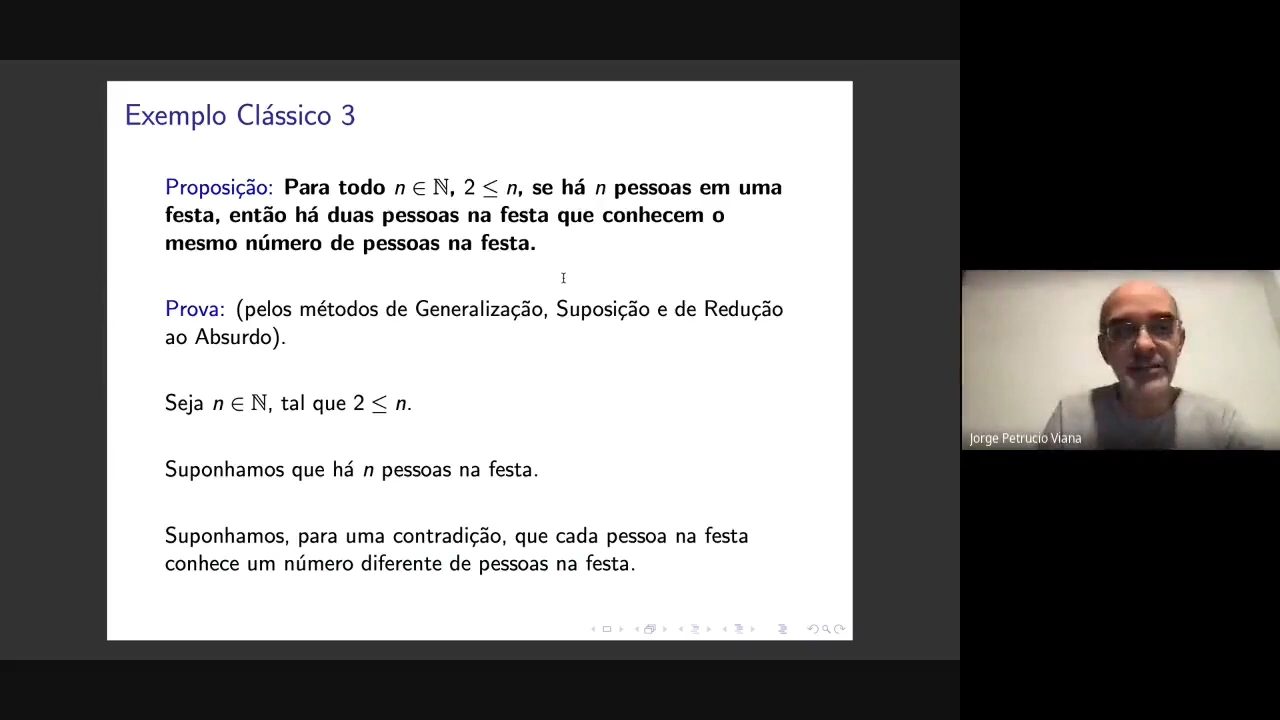 Exemplo Clássico 3
Proposição: Para todo n ∈ ℕ, 2 ≤ n, se há n pessoas em uma
festa, então há duas pessoas na festa que conhecem o
mesmo número de pessoas na festa.
Prova: (pelos métodos de Generalização, Suposição e de Redução
ao Absurdo).
Seja n ∈ ℕ, tal que 2 ≤ n.
Suponhamos que há n pessoas na festa.
Suponhamos, para uma contradição, que cada pessoa na festa
conhece um número diferente de pessoas na festa.
Jorge Petrucio Viana